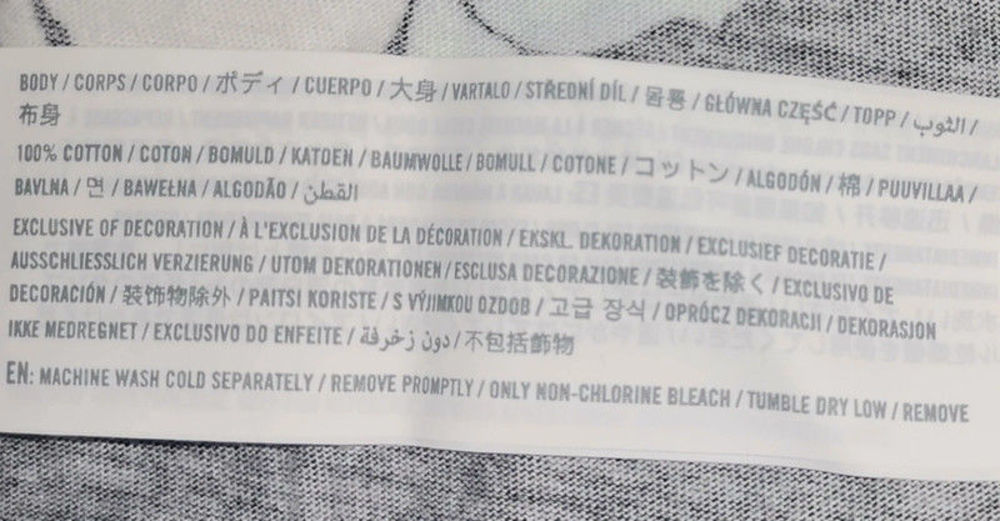 BODY / CORPS / CORPO / ボディ / CUERPO / 大身 / VARTALO / STŘEDNÍ DÍL / 몸통 / GŁÓWNA CZĘŚĆ / TOPP / الثوب /
布身
100% COTTON / COTON / BOMULD / KATOEN / BAUMWOLLE / BOMULL / COTONE / コットン / ALGODÓN / 棉 / PUUVILLAA /
BAVLNA / 면 / BAWEŁNA / ALGODÃO / القطن
EXCLUSIVE OF DECORATION / À L'EXCLUSION DE LA DÉCORATION / EKSKL. DEKORATION / EXCLUSIEF DECORATIE /
AUSSCHLIESSLICH VERZIERUNG / UTOM DEKORATIONEN / ESCLUSA DECORAZIONE / 装飾を除く / EXCLUSIVO DE
DECORACIÓN / 装饰物除外 / PAITSI KORISTE / S VÝJIMKOU OZDOB / 고급 장식 / OPRÓCZ DEKORACJI / DEKORASJON
IKKE MEDREGNET / EXCLUSIVO DO ENFEITE / دون زخرفة / 不包括飾物
EN: MACHINE WASH COLD SEPARATELY / REMOVE PROMPTLY / ONLY NON-CHLORINE BLEACH / TUMBLE DRY LOW / REMOVE